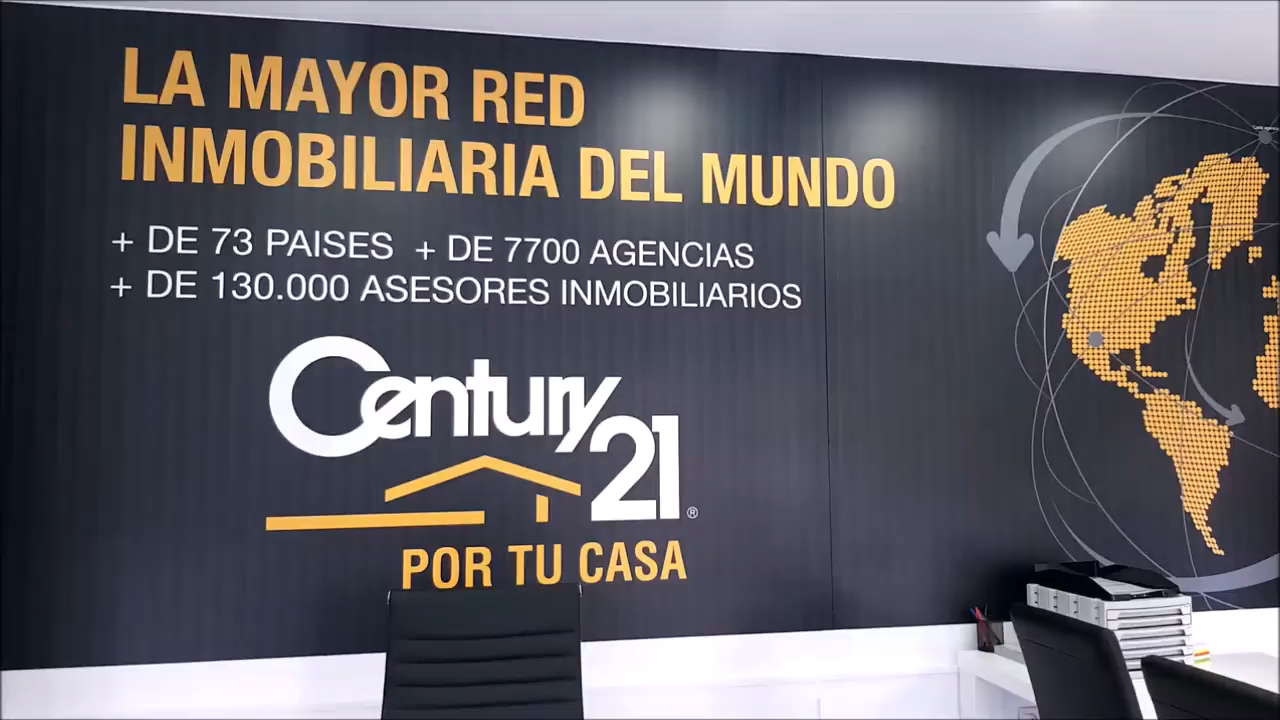 LA MAYOR RED
INMOBILIARIA DEL MUNDO
+ DE 73 PAISES + DE 7700 AGENCIAS
+ DE 130.000 ASESORES INMOBILIARIOS
Century
21®
POR TU CASA